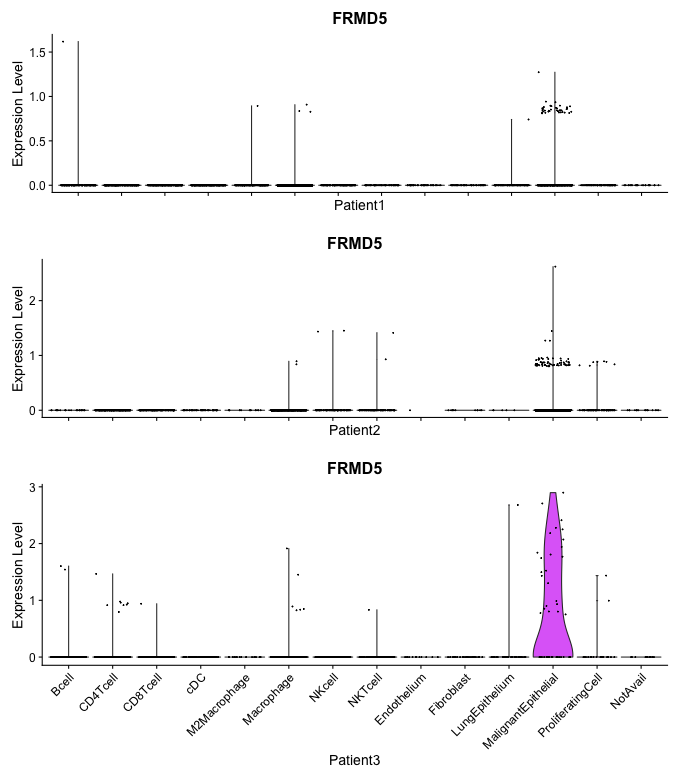 FRMD5
Expression Level
1.5
1.0
0.5
0.0
Patient1
FRMD5
Expression Level
2
1
0
Patient2
FRMD5
Expression Level
3
2
1
0
Bcell
CD4Tcell
CD8Tcell
cDC
M2Macrophage
Macrophage
NKcell
NKTcell
Endothelium
Fibroblast
LungEpithelium
MalignantEpithelial
ProliferatingCell
NotAvail
Patient3